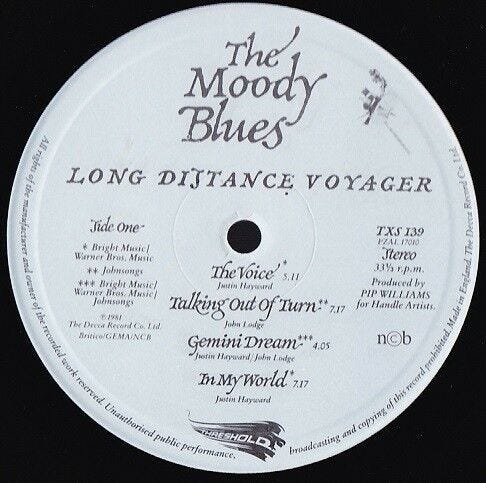 The
Moody
Blues
LONG DISTANCE VOYAGER
Side One
* Bright Music/
Warner Bros. Music
** Johnsongs
*** Bright Music/
Warner Bros. Music/
Johnsongs
℗1981
The Decca Record Co. Ltd.
Britico/GEMA/NCB
The Voice* 5.11
Justin Hayward
Talking Out Of Turn** 7.17
John Lodge
Gemini Dream*** 4.05
Justin Hayward/John Lodge
In My World* 7.17
Justin Hayward
TXS 139
FZAL 17010
Stereo
33⅓ r.p.m.
Produced by
PIP WILLIAMS
for Handle Artists.
n©b
THRESHOLD
All rights of the manufacturer and owner of the recorded work reserved. Unauthorised public performance, broadcasting and copying of this record prohibited. Made in England. The Decca Record Co. Ltd.